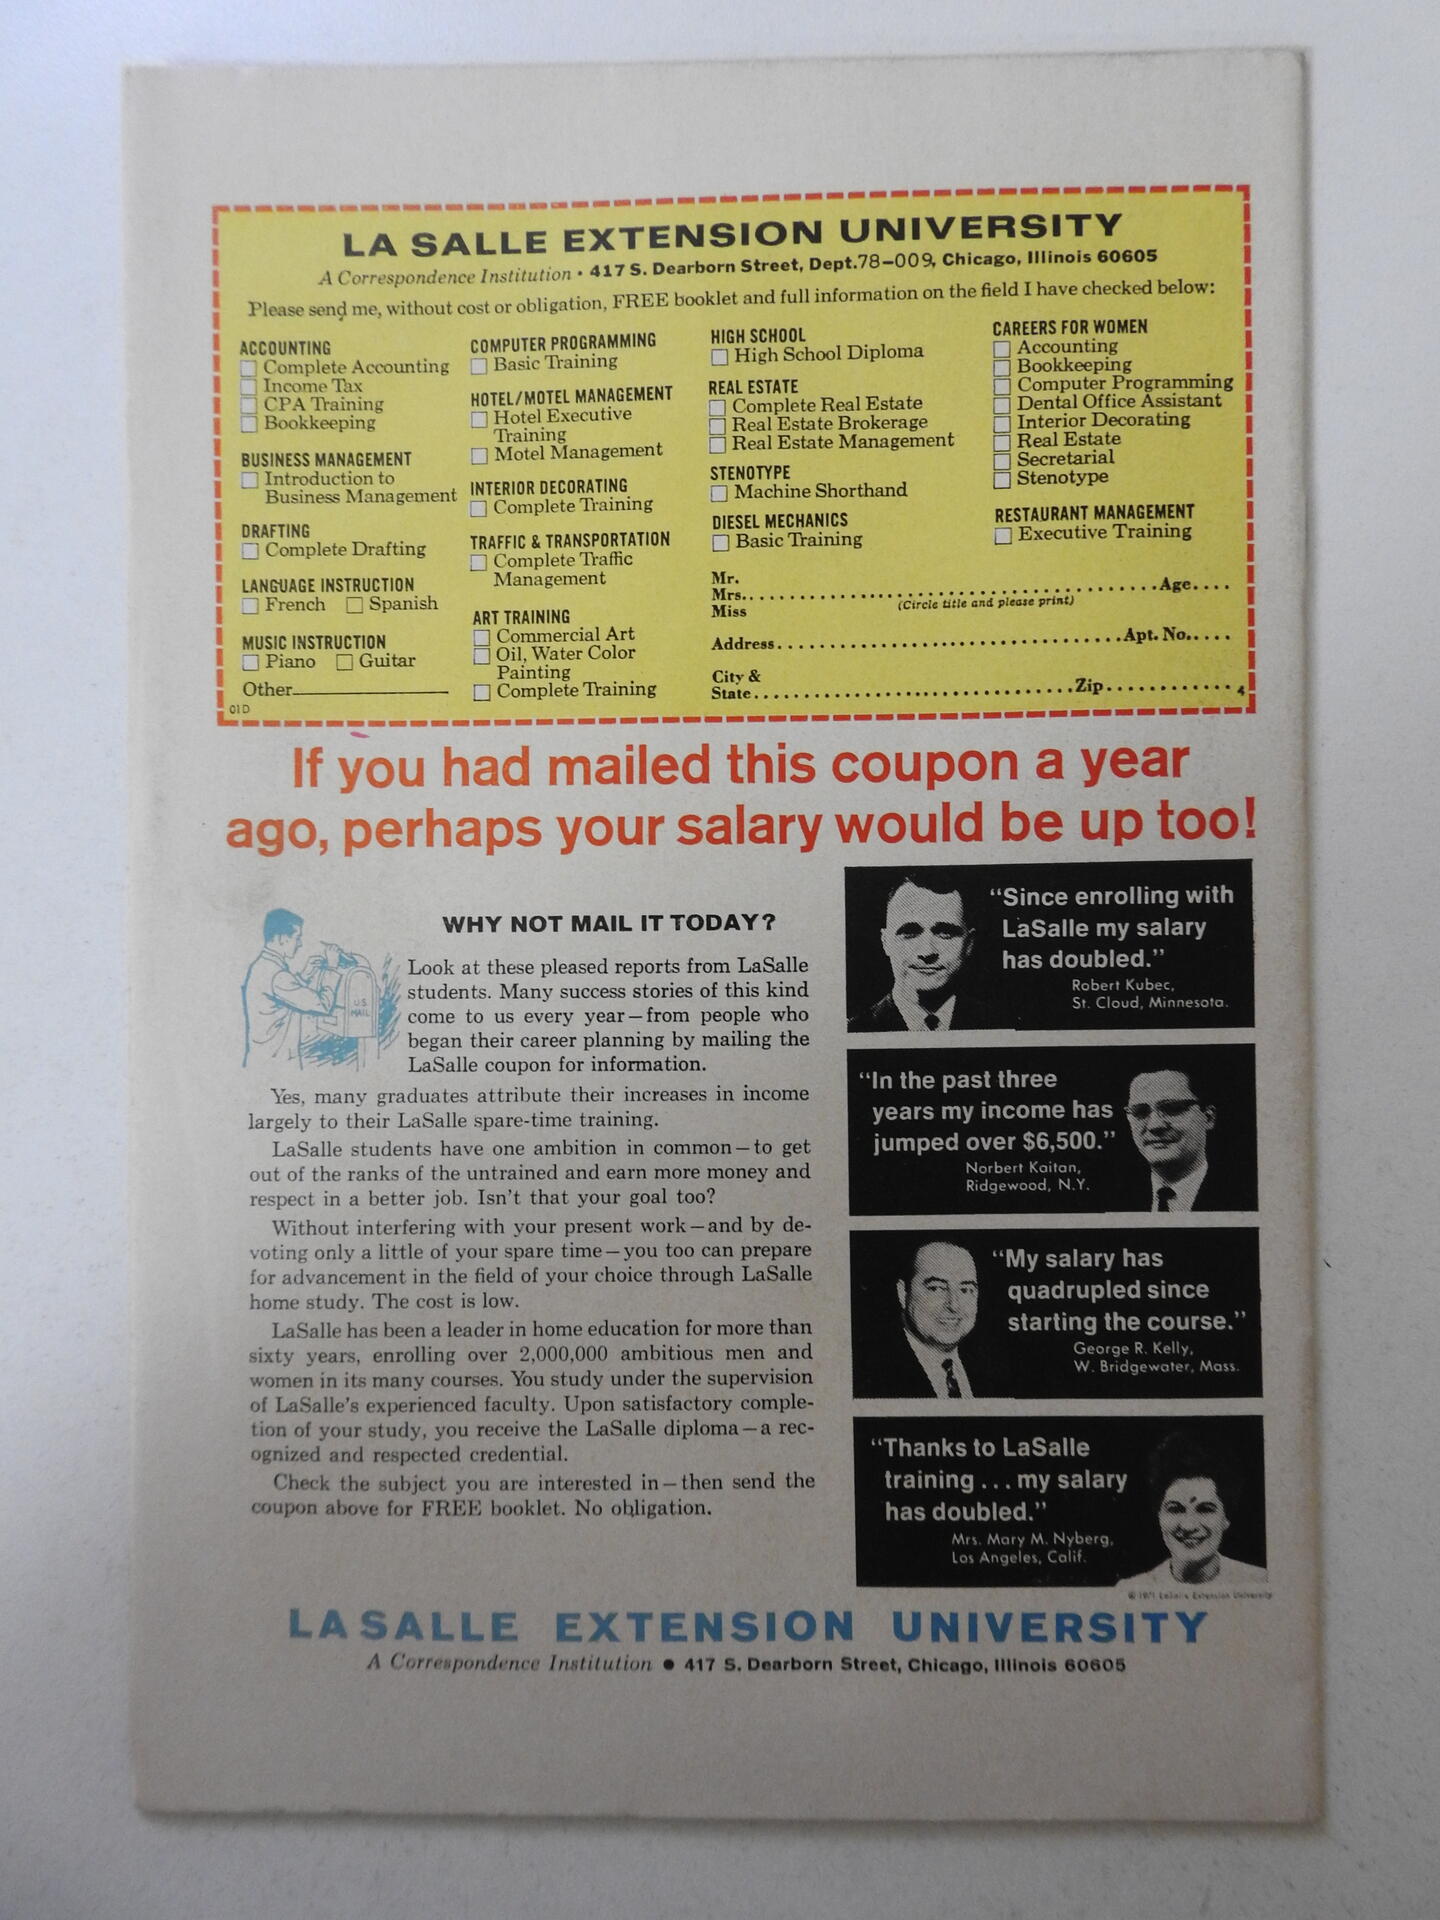 LA SALLE EXTENSION UNIVERSITY
A Correspondence Institution • 417 S. Dearborn Street, Dept.78-009, Chicago, Illinois 60605
Please send me, without cost or obligation, FREE booklet and full information on the field I have checked below:
ACCOUNTING
Complete Accounting
Income Tax
CPA Training
Bookkeeping
BUSINESS MANAGEMENT
Introduction to
Business Management
DRAFTING
Complete Drafting
LANGUAGE INSTRUCTION
French Spanish
MUSIC INSTRUCTION
Piano Guitar
Other
01D
COMPUTER PROGRAMMING
Basic Training
HOTEL/MOTEL MANAGEMENT
Hotel Executive
Training
Motel Management
INTERIOR DECORATING
Complete Training
TRAFFIC & TRANSPORTATION
Complete Traffic
Management
ART TRAINING
Commercial Art
Oil, Water Color
Painting
Complete Training
HIGH SCHOOL
High School Diploma
REAL ESTATE
Complete Real Estate
Real Estate Brokerage
Real Estate Management
STENOTYPE
Machine Shorthand
DIESEL MECHANICS
Basic Training
CAREERS FOR WOMEN
Accounting
Bookkeeping
Computer Programming
Dental Office Assistant
Interior Decorating
Real Estate
Secretarial
Stenotype
RESTAURANT MANAGEMENT
Executive Training
Mr.
Mrs. Age
Miss (Circle title and please print)
Address Apt. No.
City &
State Zip 4
If you had mailed this coupon a year
ago, perhaps your salary would be up too!
WHY NOT MAIL IT TODAY?
U.S.
MAIL
Look at these pleased reports from LaSalle
students. Many success stories of this kind
come to us every year—from people who
began their career planning by mailing the
LaSalle coupon for information.
Yes, many graduates attribute their increases in income
largely to their LaSalle spare-time training.
LaSalle students have one ambition in common—to get
out of the ranks of the untrained and earn more money and
respect in a better job. Isn't that your goal too?
Without interfering with your present work—and by de-
voting only a little of your spare time—you too can prepare
for advancement in the field of your choice through LaSalle
home study. The cost is low.
LaSalle has been a leader in home education for more than
sixty years, enrolling over 2,000,000 ambitious men and
women in its many courses. You study under the supervision
of LaSalle's experienced faculty. Upon satisfactory comple-
tion of your study, you receive the LaSalle diploma—a rec-
ognized and respected credential.
Check the subject you are interested in—then send the
coupon above for FREE booklet. No obligation.
"Since enrolling with
LaSalle my salary
has doubled."
Robert Kubec,
St. Cloud, Minnesota.
"In the past three
years my income has
jumped over $6,500."
Norbert Kaitan,
Ridgewood, N.Y.
"My salary has
quadrupled since
starting the course."
George R. Kelly,
W. Bridgewater, Mass.
"Thanks to LaSalle
training . . . my salary
has doubled."
Mrs. Mary M. Nyberg,
Los Angeles, Calif.
© 1971 LaSalle Extension University
LA SALLE EXTENSION UNIVERSITY
A Correspondence Institution • 417 S. Dearborn Street, Chicago, Illinois 60605